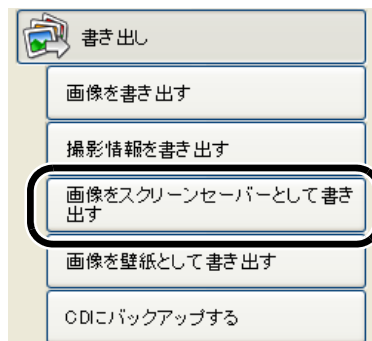 書き出し
画像を書き出す
撮影情報を書き出す
画像をスクリーンセーバーとして書き
出す
画像を壁紙として書き出す
CDにバックアップする